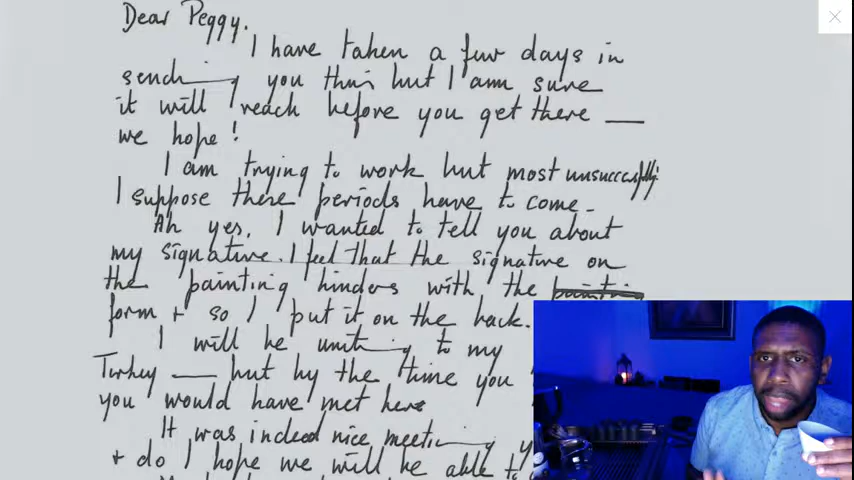 Dear Peggy.
I have taken a few days in
sending you this but I am sure
it will reach before you get there —
we hope!
I am trying to work but most unsuccessfully
I suppose these periods have to come –
Ah yes, I wanted to tell you about
my signature. I feel that the signature on
the painting hinders with the
form + so I put it on the back.
I will be writing to my
Turkey — but by the time you
you would have met her
It was indeed nice meeting
+ do I hope we will be able to